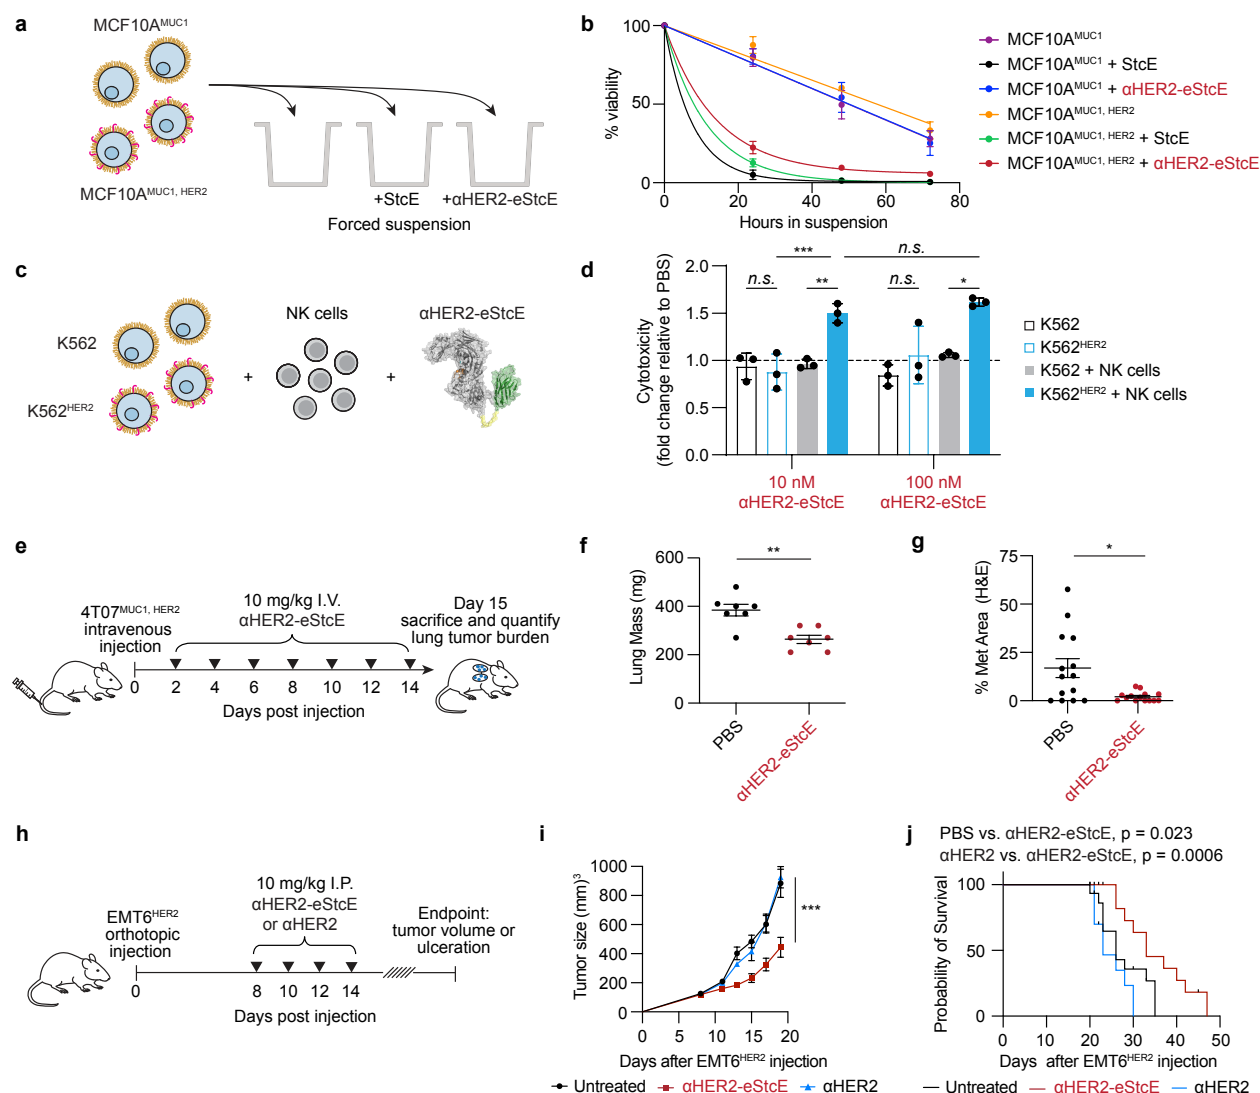 a
MCF10A^MUC1
MCF10A^MUC1, HER2
+StcE
+αHER2-eStcE
Forced suspension
b
% viability
100
50
0
0
20
40
60
80
Hours in suspension
MCF10A^MUC1
MCF10A^MUC1 + StcE
MCF10A^MUC1 + αHER2-eStcE
MCF10A^MUC1, HER2
MCF10A^MUC1, HER2 + StcE
MCF10A^MUC1, HER2 + αHER2-eStcE
c
K562
K562^HER2
+
NK cells
+
αHER2-eStcE
d
Cytotoxicity
(fold change relative to PBS)
2.0
1.5
1.0
0.5
0.0
n.s.
***
**
n.s.
n.s.
*
10 nM
αHER2-eStcE
100 nM
αHER2-eStcE
K562
K562^HER2
K562 + NK cells
K562^HER2 + NK cells
e
4T07^MUC1, HER2
intravenous
injection
10 mg/kg I.V.
αHER2-eStcE
Day 15
sacrifice and quantify
lung tumor burden
0
2
4
6
8
10
12
14
Days post injection
f
Lung Mass (mg)
600
400
200
0
**
PBS
αHER2-eStcE
g
% Met Area (H&E)
75
50
25
0
*
PBS
αHER2-eStcE
h
EMT6^HER2
orthotopic
injection
10 mg/kg I.P.
αHER2-eStcE
or αHER2
Endpoint:
tumor volume or
ulceration
0
8
10
12
14
Days post injection
i
Tumor size (mm)^3
1000
800
600
400
200
0
0
5
10
15
20
***
Days after EMT6^HER2 injection
Untreated
αHER2-eStcE
αHER2
j
PBS vs. αHER2-eStcE, p = 0.023
αHER2 vs. αHER2-eStcE, p = 0.0006
Probability of Survival
100
50
0
0
10
20
30
40
50
Days after EMT6^HER2 injection
Untreated
αHER2-eStcE
αHER2